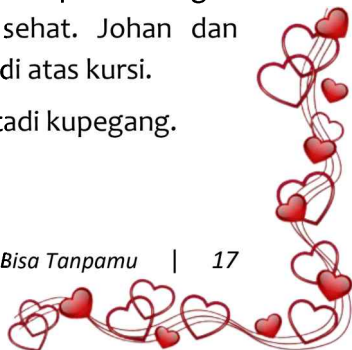 sehat. Johan dan
di atas kursi.
tadi kupegang.
Bisa Tanpamu | 17